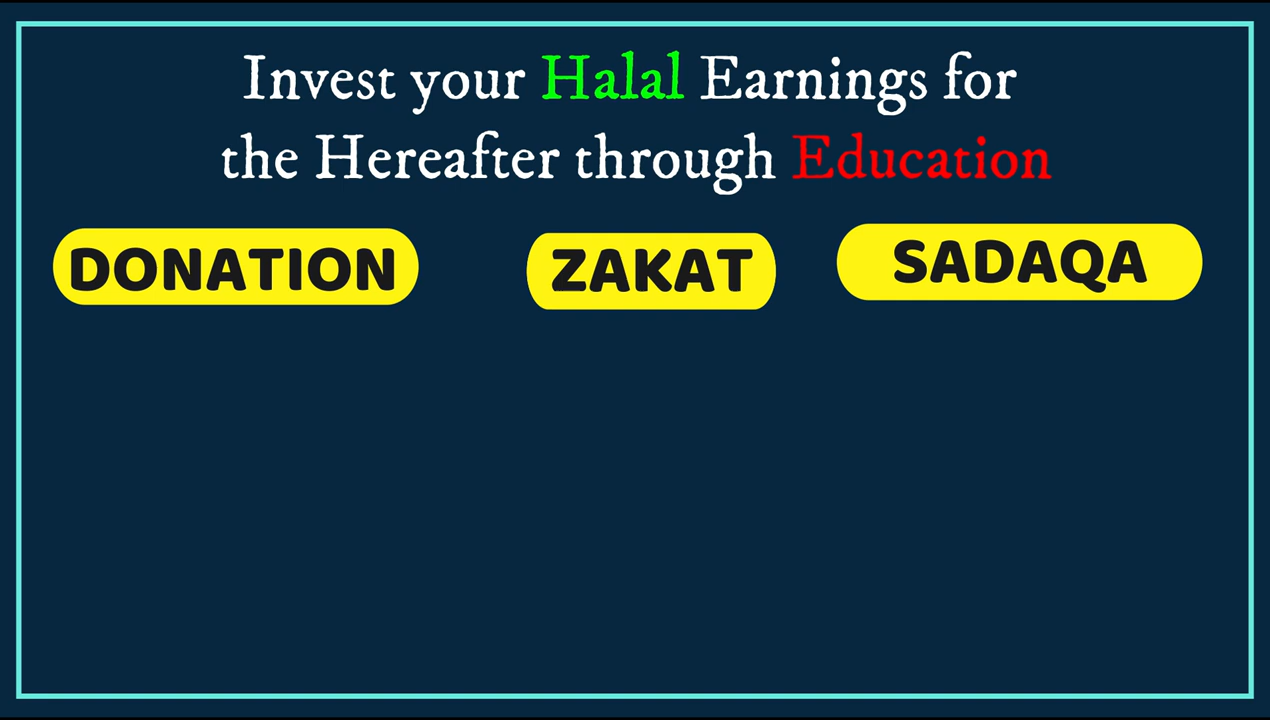 Invest your Halal Earnings for
the Hereafter through Education
DONATION
ZAKAT
SADAQA